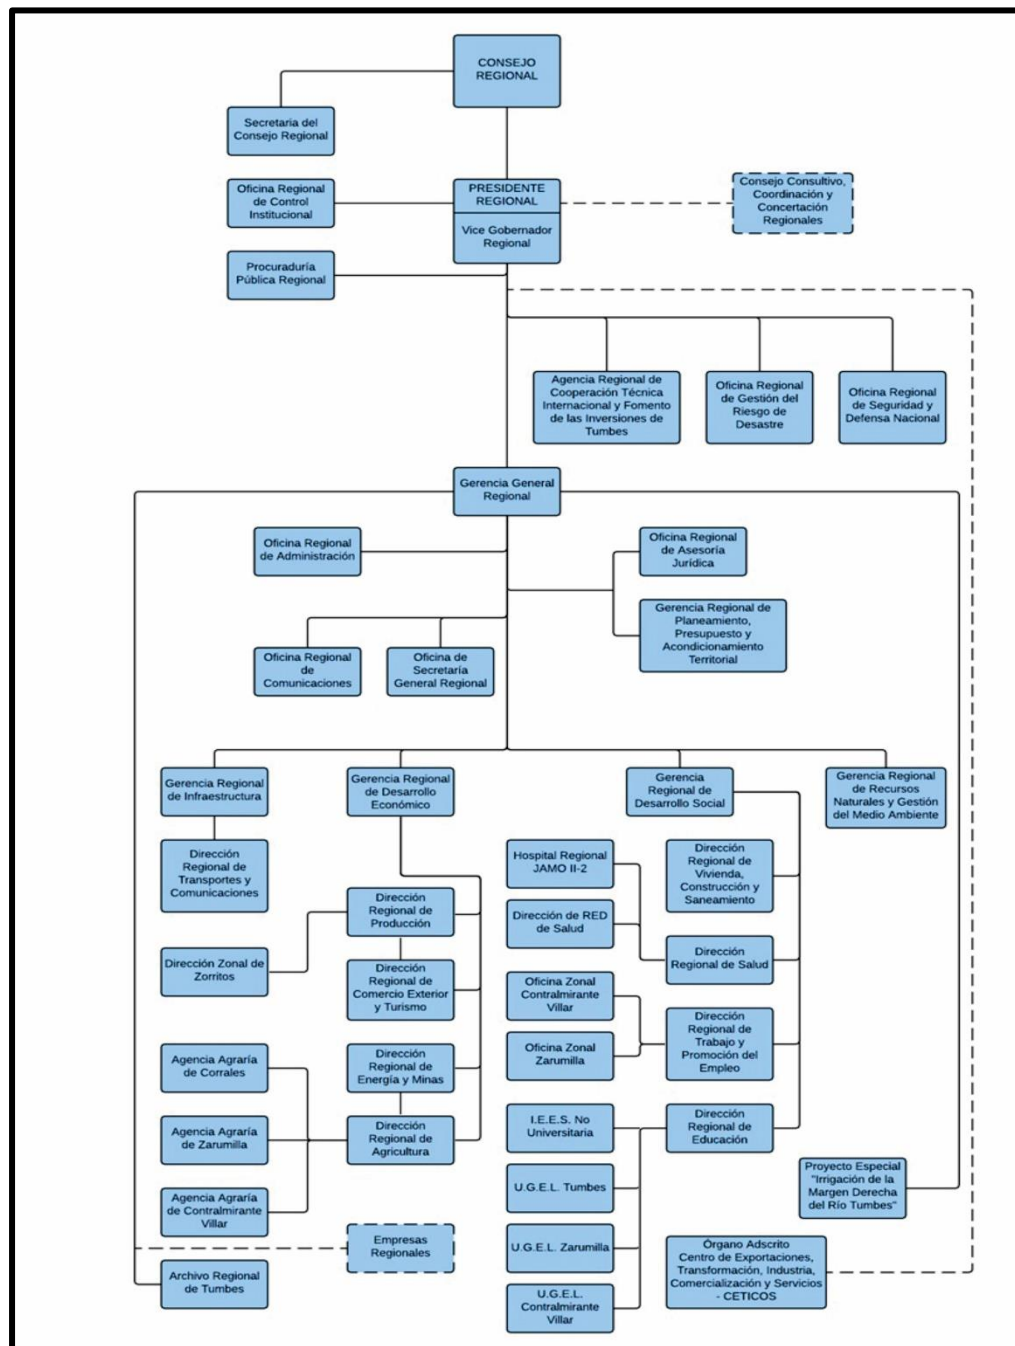 CONSEJO
REGIONAL
Secretaria del
Consejo Regional
Oficina Regional
de Control
Institucional
PRESIDENTE
REGIONAL
Vice Gobernador
Regional
Consejo Consultivo,
Coordinación y
Concertación
Regionales
Procuraduría
Pública Regional
Agencia Regional de
Cooperación Técnica
Internacional y Fomento
de las Inversiones de
Tumbes
Oficina Regional
de Gestión del
Riesgo de
Desastre
Oficina Regional
de Seguridad y
Defensa Nacional
Gerencia General
Regional
Oficina Regional
de Administración
Oficina Regional
de Asesoría
Jurídica
Gerencia Regional de
Planeamiento,
Presupuesto y
Acondicionamiento
Territorial
Oficina Regional
de
Comunicaciones
Oficina de
Secretaría
General Regional
Gerencia Regional
de Infraestructura
Gerencia Regional
de Desarrollo
Económico
Gerencia
Regional de
Desarrollo Social
Gerencia Regional
de Recursos
Naturales y Gestión
del Medio Ambiente
Dirección
Regional de
Transportes y
Comunicaciones
Hospital Regional
JAMO II-2
Dirección
Regional de
Vivienda,
Construcción y
Saneamiento
Dirección
Regional de
Producción
Dirección de RED
de Salud
Dirección Zonal de
Zorritos
Dirección
Regional de
Comercio Exterior
y Turismo
Dirección
Regional de Salud
Oficina Zonal
Contralmirante
Villar
Dirección
Regional de
Trabajo y
Promoción del
Empleo
Oficina Zonal
Zarumilla
Agencia Agraría
de Corrales
Dirección
Regional de
Energía y Minas
Agencia Agraría
de Zarumilla
Dirección
Regional de
Agricultura
I.E.E.S. No
Universitaria
Dirección
Regional de
Educación
Agencia Agraría
de Contralmirante
Villar
U.G.E.L. Tumbes
Proyecto Especial
"Irrigación de la
Margen Derecha
del Río Tumbes"
Empresas
Regionales
U.G.E.L. Zarumilla
Órgano Adscrito
Centro de Exportaciones,
Transformación, Industria,
Comercialización y Servicios
- CETICOS
Archivo Regional
de Tumbes
U.G.E.L.
Contralmirante
Villar